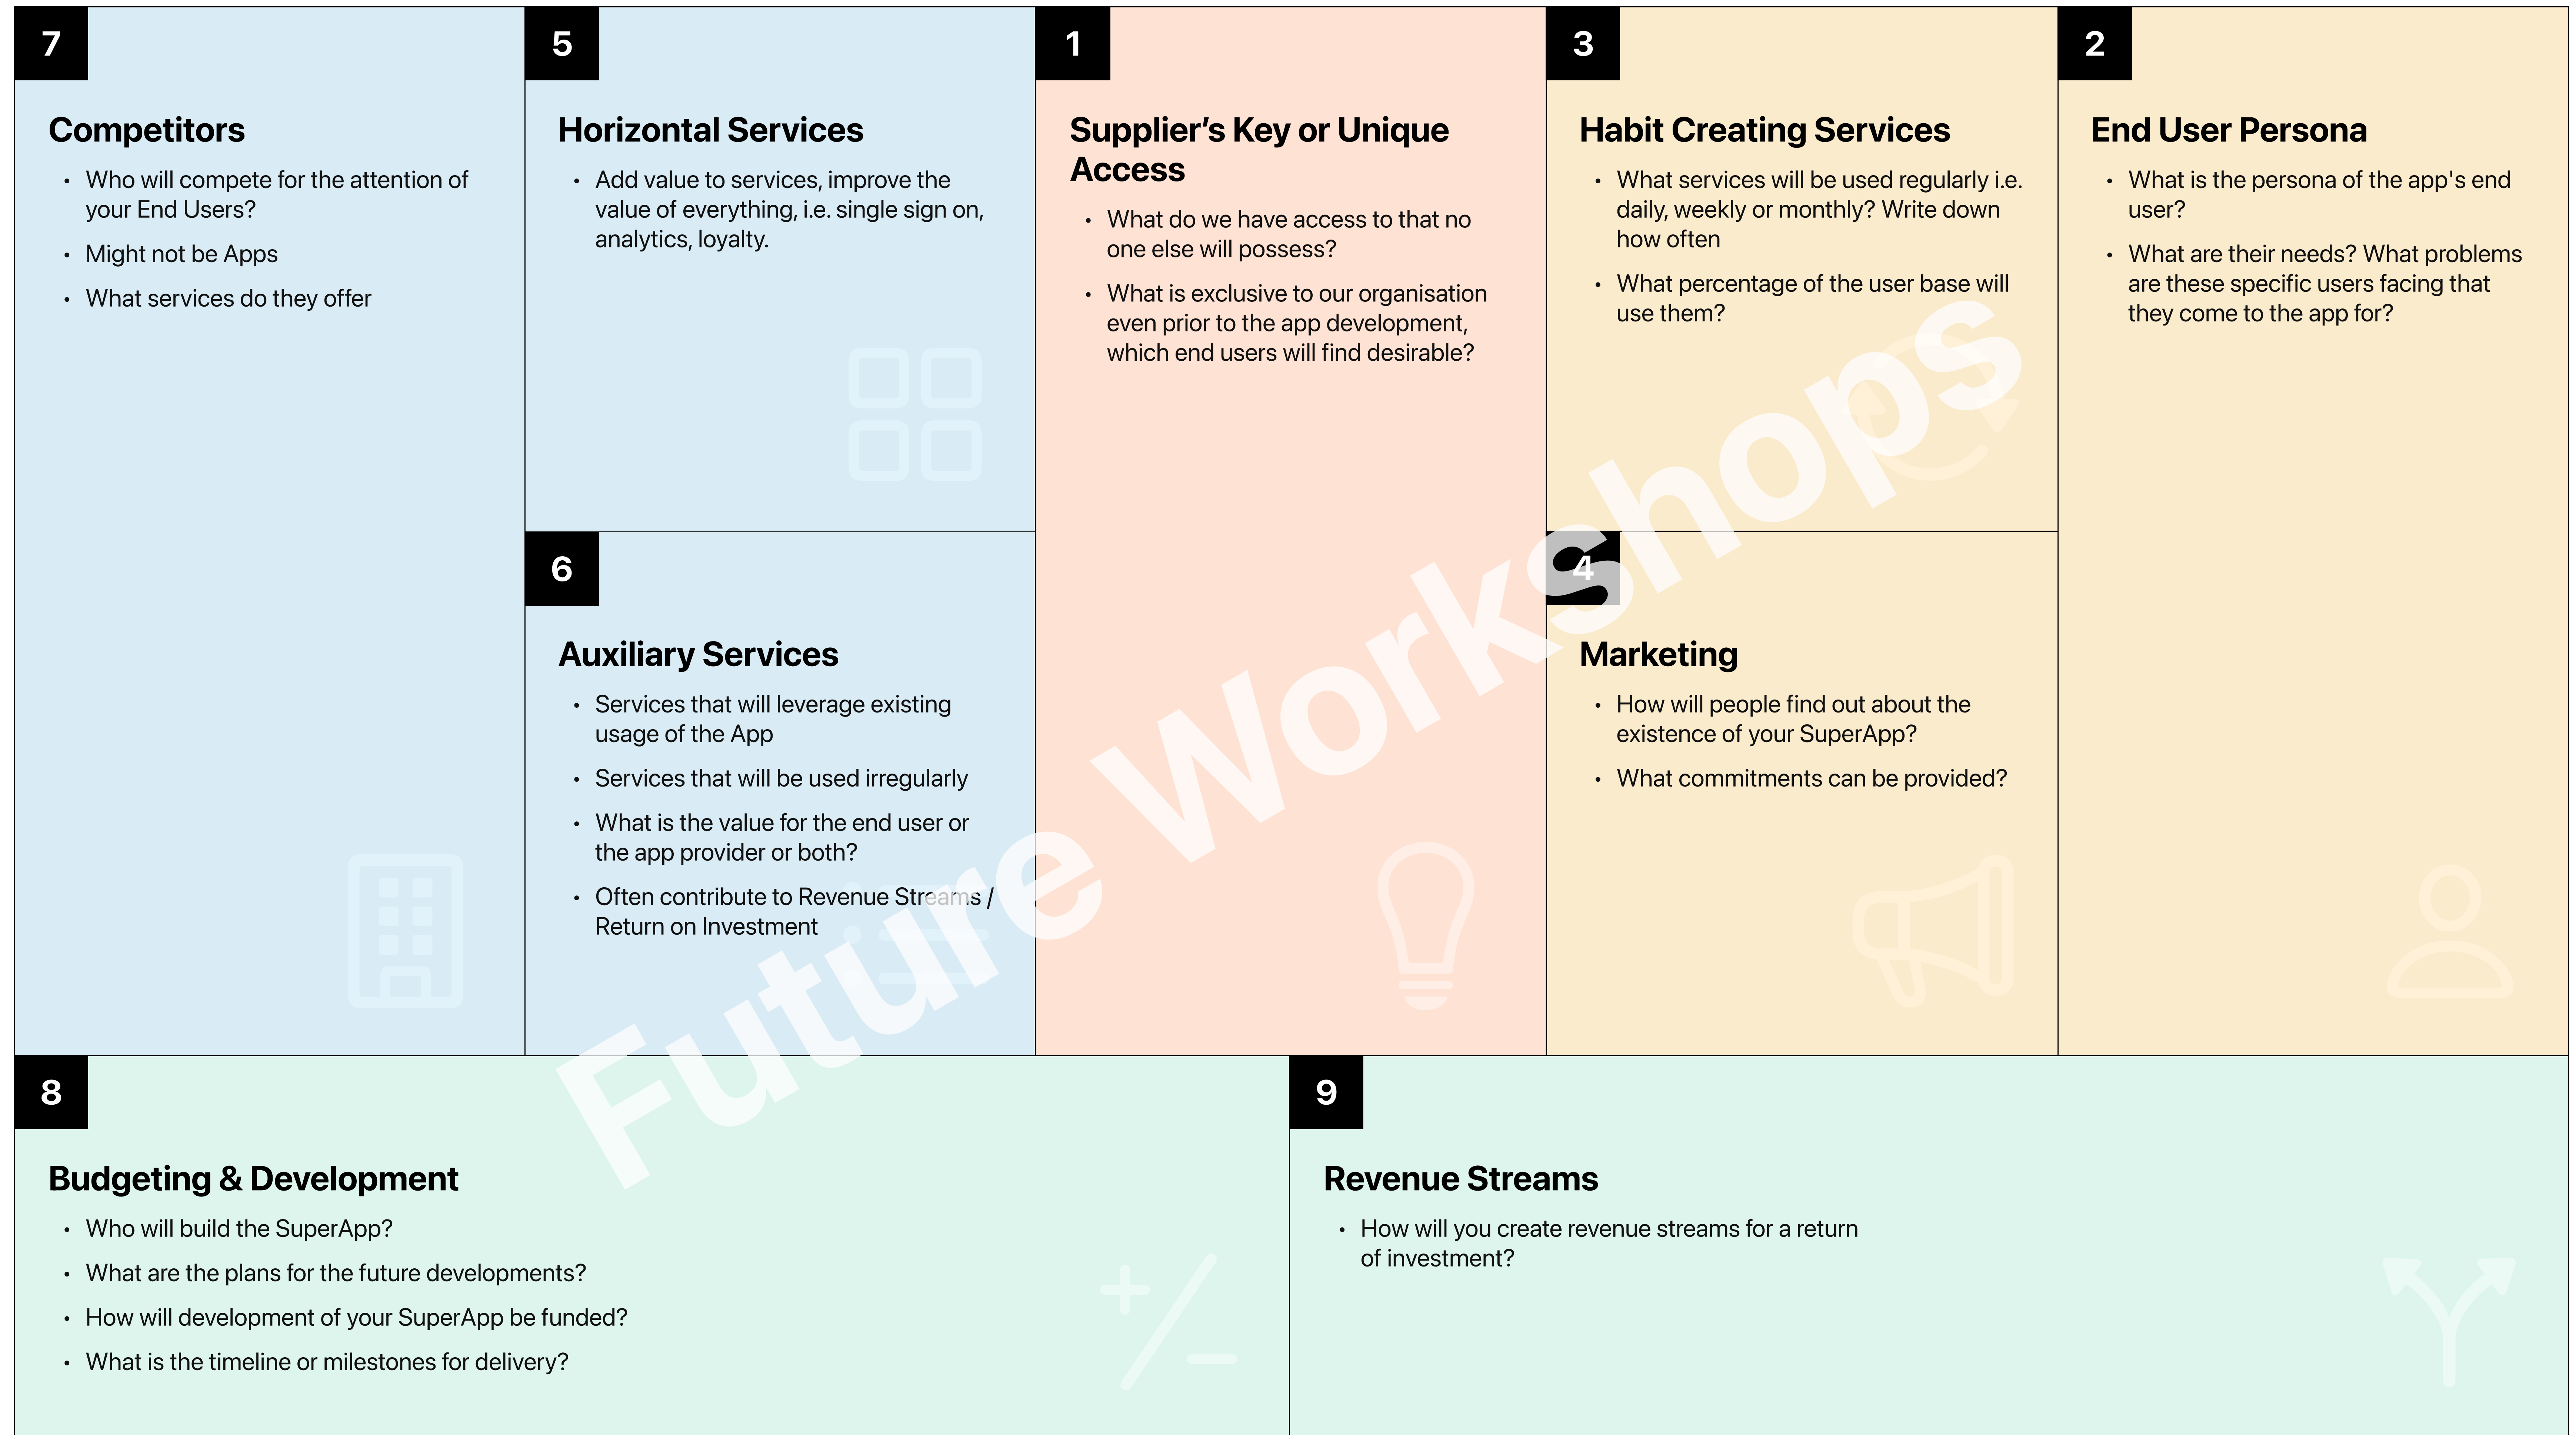 7
Competitors
• Who will compete for the attention of
your End Users?
• Might not be Apps
• What services do they offer
5
Horizontal Services
• Add value to services, improve the
value of everything, i.e. single sign on,
analytics, loyalty.
6
Auxiliary Services
• Services that will leverage existing
usage of the App
• Services that will be used irregularly
• What is the value for the end user or
the app provider or both?
• Often contribute to Revenue Streams /
Return on Investment
1
Supplier’s Key or Unique
Access
• What do we have access to that no
one else will possess?
• What is exclusive to our organisation
even prior to the app development,
which end users will find desirable?
3
Habit Creating Services
• What services will be used regularly i.e.
daily, weekly or monthly? Write down
how often
• What percentage of the user base will
use them?
4
Marketing
• How will people find out about the
existence of your SuperApp?
• What commitments can be provided?
2
End User Persona
• What is the persona of the app's end
user?
• What are their needs? What problems
are these specific users facing that
they come to the app for?
8
Budgeting & Development
• Who will build the SuperApp?
• What are the plans for the future developments?
• How will development of your SuperApp be funded?
• What is the timeline or milestones for delivery?
9
Revenue Streams
• How will you create revenue streams for a return
of investment?
Future Workshops